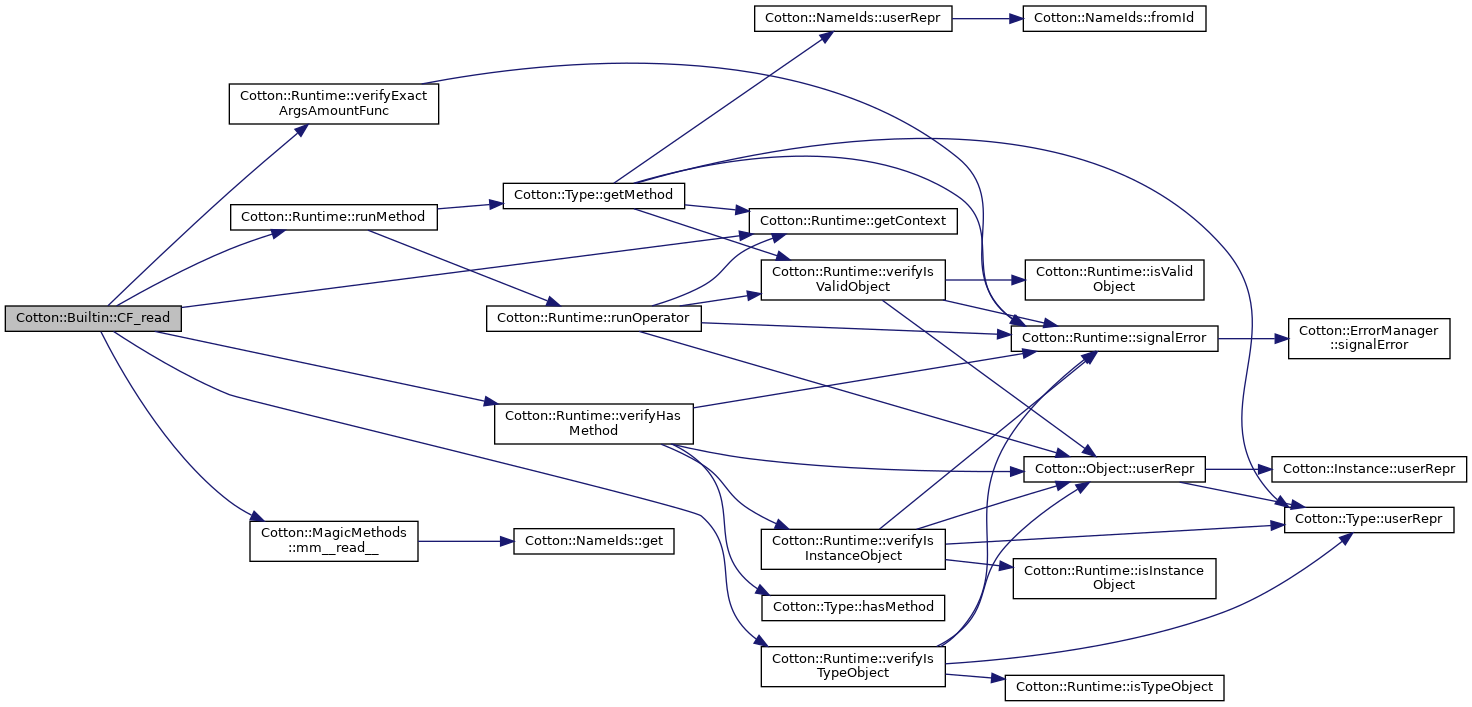 Cotton::NameIds::userRepr
Cotton::NameIds::fromId
Cotton::Runtime::verifyExact
ArgsAmountFunc
Cotton::Type::getMethod
Cotton::Runtime::runMethod
Cotton::Runtime::getContext
Cotton::Runtime::verifyIs
ValidObject
Cotton::Runtime::isValid
Object
Cotton::Builtin::CF_read
Cotton::Runtime::runOperator
Cotton::Runtime::signalError
Cotton::ErrorManager
::signalError
Cotton::Runtime::verifyHas
Method
Cotton::Object::userRepr
Cotton::Instance::userRepr
Cotton::Type::userRepr
Cotton::MagicMethods
::mm__read__
Cotton::NameIds::get
Cotton::Runtime::verifyIs
InstanceObject
Cotton::Runtime::isInstance
Object
Cotton::Type::hasMethod
Cotton::Runtime::verifyIs
TypeObject
Cotton::Runtime::isTypeObject